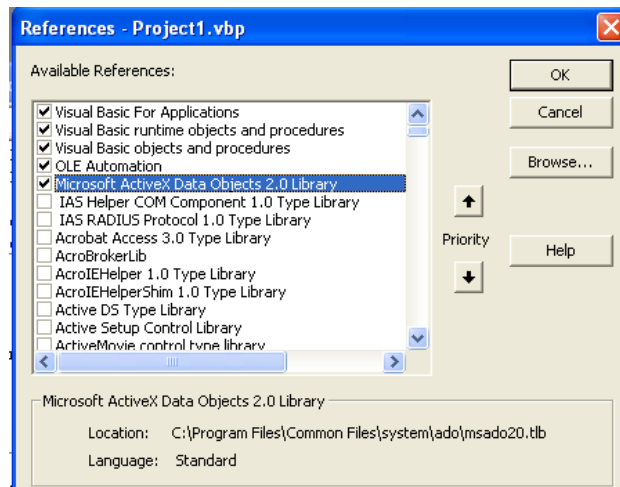 References - Project1.vbp
Available References:
OK
Cancel
Browse...
Help
Priority
Visual Basic For Applications
Visual Basic runtime objects and procedures
Visual Basic objects and procedures
OLE Automation
Microsoft ActiveX Data Objects 2.0 Library
IAS Helper COM Component 1.0 Type Library
IAS RADIUS Protocol 1.0 Type Library
Acrobat Access 3.0 Type Library
AcroBrokerLib
AcroIEHelper 1.0 Type Library
AcroIEHelperShim 1.0 Type Library
Active DS Type Library
Active Setup Control Library
ActiveMovie control type library
Microsoft ActiveX Data Objects 2.0 Library
Location: C:\Program Files\Common Files\system\ado\msado20.tlb
Language: Standard